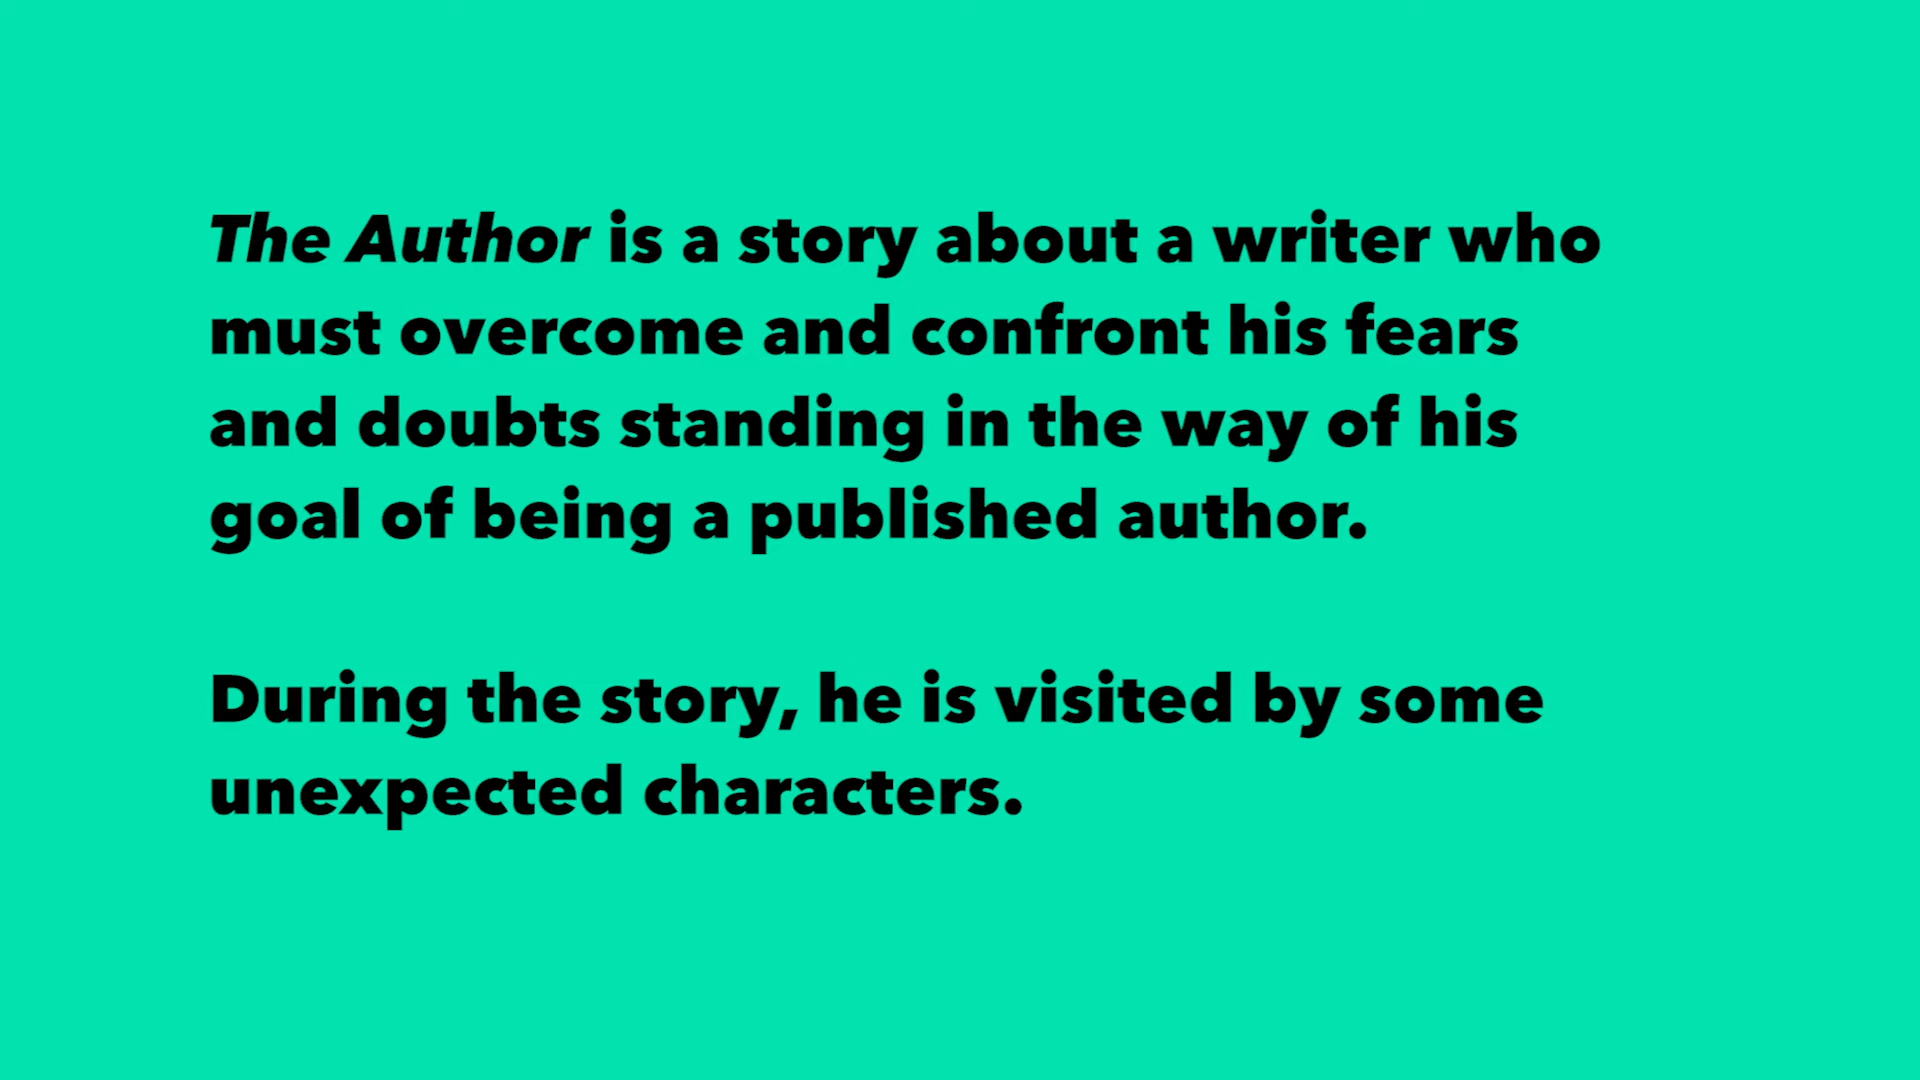 The Author is a story about a writer who
must overcome and confront his fears
and doubts standing in the way of his
goal of being a published author.
During the story, he is visited by some
unexpected characters.